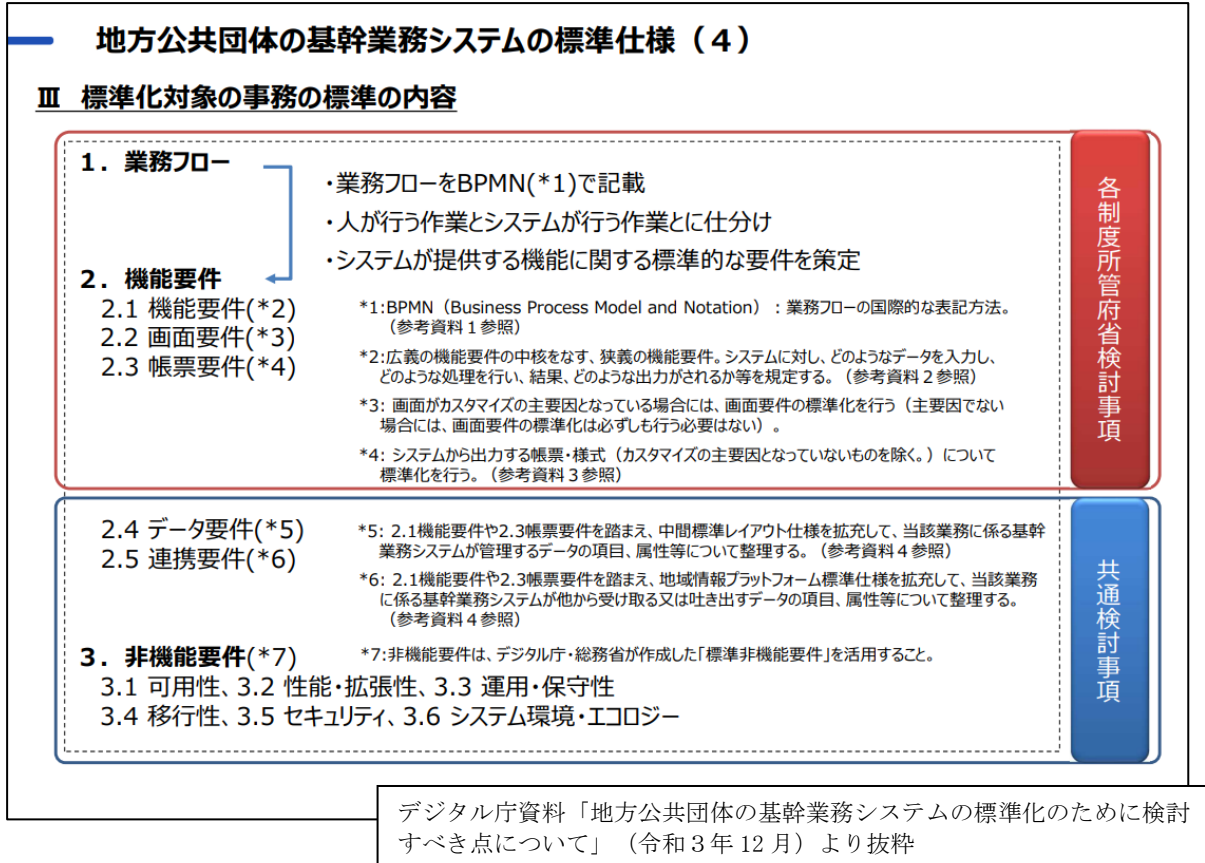 地方公共団体の基幹業務システムの標準仕様（４）
Ⅲ 標準化対象の事務の標準の内容
１．業務フロー
・業務フローをBPMN(*1)で記載
・人が行う作業とシステムが行う作業とに仕分け
・システムが提供する機能に関する標準的な要件を策定
２．機能要件
2.1 機能要件(*2)
2.2 画面要件(*3)
2.3 帳票要件(*4)
*1:BPMN（Business Process Model and Notation）：業務フローの国際的な表記方法。
（参考資料１参照）
*2:広義の機能要件の中核をなす、狭義の機能要件。システムに対し、どのようなデータを入力し、
どのような処理を行い、結果、どのような出力がされるか等を規定する。（参考資料２参照）
*3: 画面がカスタマイズの主要因となっている場合には、画面要件の標準化を行う（主要因でない
場合には、画面要件の標準化は必ずしも行う必要はない）。
*4: システムから出力する帳票・様式（カスタマイズの主要因となっていないものを除く。）について
標準化を行う。（参考資料３参照）
各制度所管府省検討事項
2.4 データ要件(*5)
2.5 連携要件(*6)
*5: 2.1機能要件や2.3帳票要件を踏まえ、中間標準レイアウト仕様を拡充して、当該業務に係る基幹
業務システムが管理するデータの項目、属性等について整理する。（参考資料４参照）
*6: 2.1機能要件や2.3帳票要件を踏まえ、地域情報プラットフォーム標準仕様を拡充して、当該業務
に係る基幹業務システムが他から受け取る又は吐き出すデータの項目、属性等について整理する。
（参考資料４参照）
３．非機能要件(*7)
*7:非機能要件は、デジタル庁・総務省が作成した「標準非機能要件」を活用すること。
3.1 可用性、3.2 性能・拡張性、3.3 運用・保守性
3.4 移行性、3.5 セキュリティ、3.6 システム環境・エコロジー
共通検討事項
デジタル庁資料「地方公共団体の基幹業務システムの標準化のために検討
すべき点について」（令和３年 12 月）より抜粋